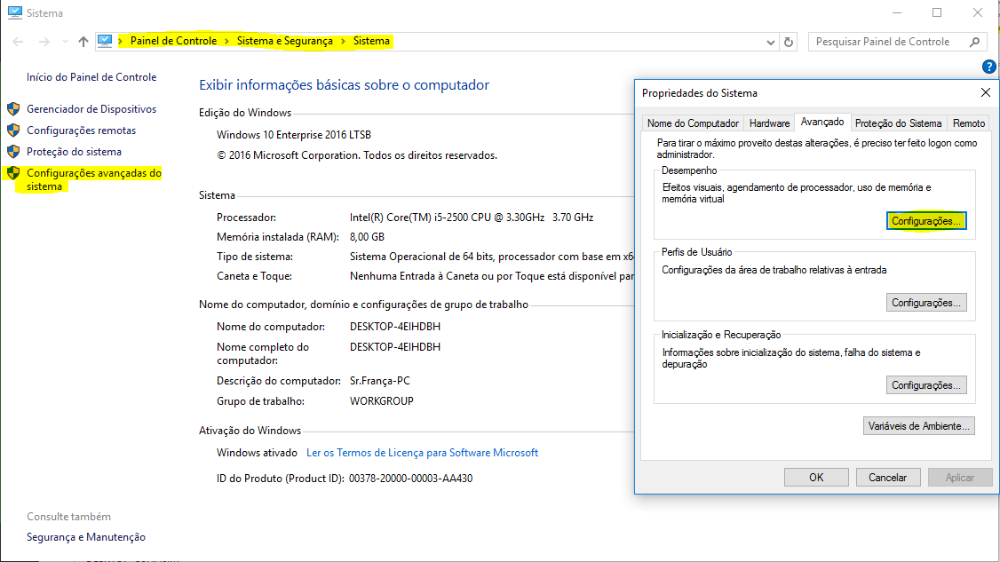 Sistema
Painel de Controle > Sistema e Segurança > Sistema
Pesquisar Painel de Controle
?
Início do Painel de Controle
Gerenciador de Dispositivos
Configurações remotas
Proteção do sistema
Configurações avançadas do
sistema
Exibir informações básicas sobre o computador
Edição do Windows
Windows 10 Enterprise 2016 LTSB
© 2016 Microsoft Corporation. Todos os direitos reservados.
Sistema
Processador: Intel(R) Core(TM) i5-2500 CPU @ 3.30GHz 3.70 GHz
Memória instalada (RAM): 8,00 GB
Tipo de sistema: Sistema Operacional de 64 bits, processador com base em x64
Caneta e Toque: Nenhuma Entrada à Caneta ou por Toque está disponível par
Nome do computador, domínio e configurações de grupo de trabalho
Nome do computador: DESKTOP-4EIHDBH
Nome completo do DESKTOP-4EIHDBH
computador:
Descrição do computador: Sr.França-PC
Grupo de trabalho: WORKGROUP
Ativação do Windows
Windows ativado Ler os Termos de Licença para Software Microsoft
ID do Produto (Product ID): 00378-20000-00003-AA430
Consulte também
Segurança e Manutenção
Propriedades do Sistema
Nome do Computador Hardware Avançado Proteção do Sistema Remoto
Para tirar o máximo proveito destas alterações, é preciso ter feito logon como
administrador.
Desempenho
Efeitos visuais, agendamento de processador, uso de memória e
memória virtual
Configurações...
Perfis de Usuário
Configurações da área de trabalho relativas à entrada
Configurações...
Inicialização e Recuperação
Informações sobre inicialização do sistema, falha do sistema e
depuração
Configurações...
Variáveis de Ambiente...
OK Cancelar Aplicar